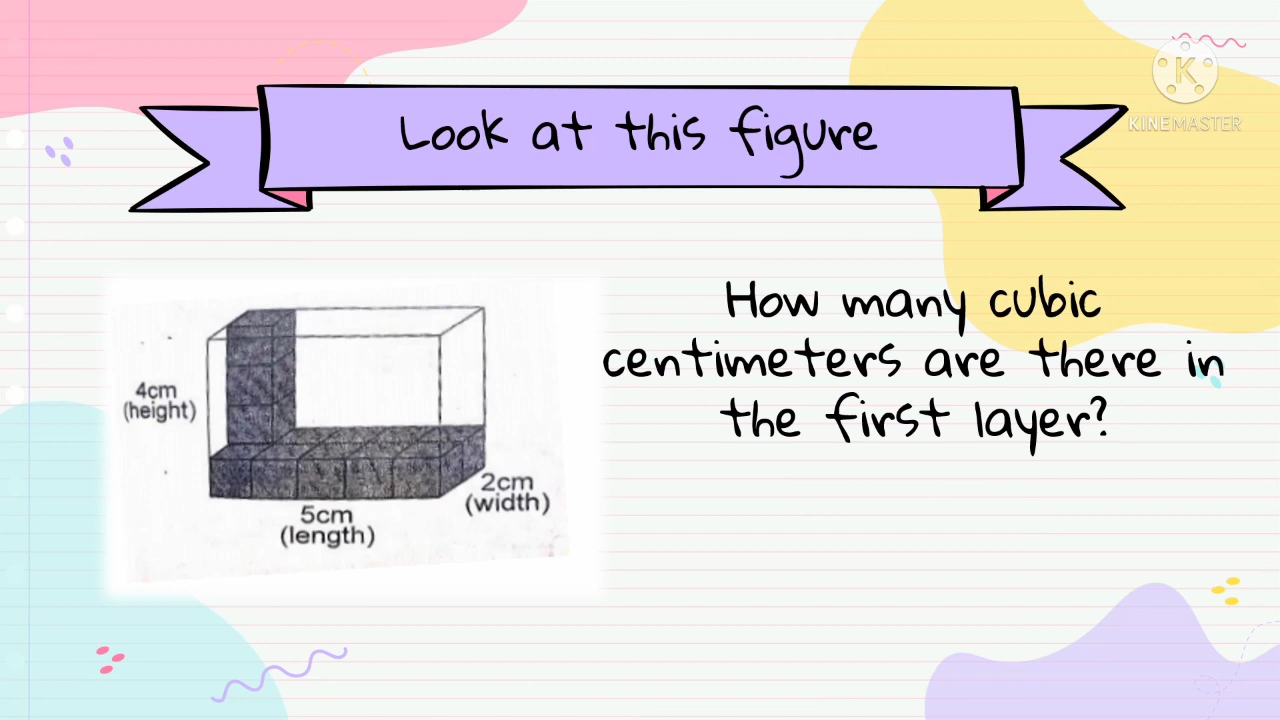 Look at this figure
KINEMASTER
How many cubic
centimeters are there in
the first layer?
4cm
(height)
2cm
(width)
5cm
(length)